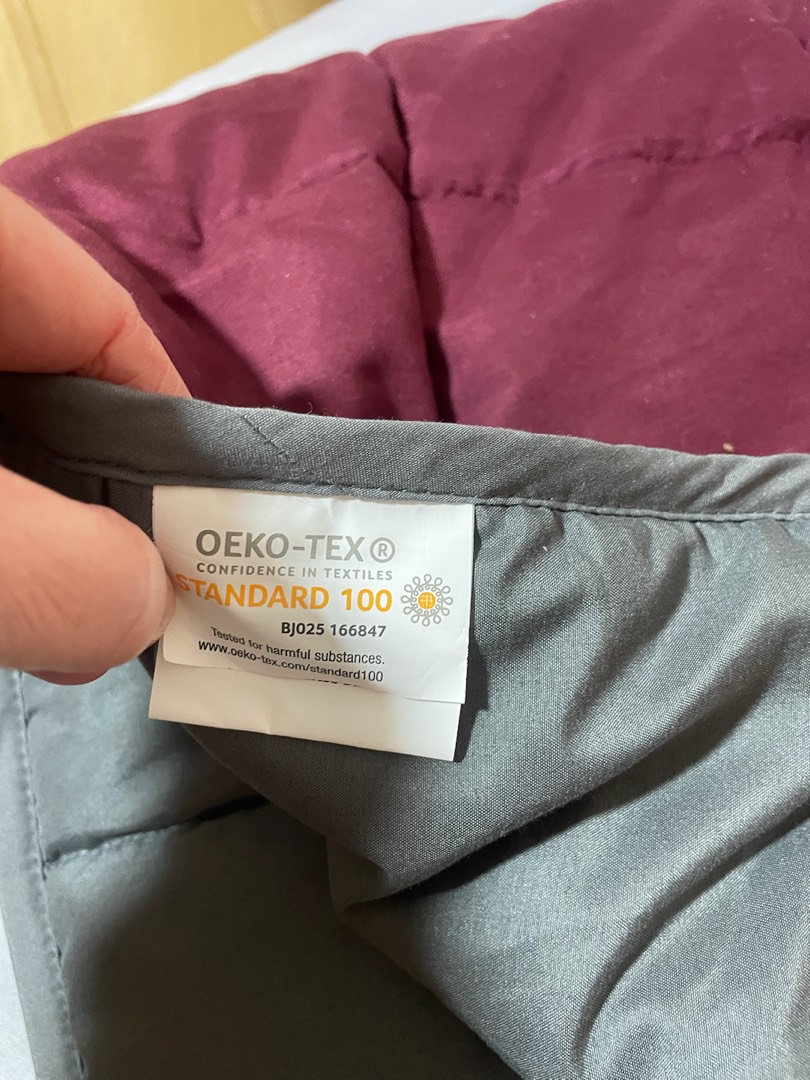 OEKO-TEX®
CONFIDENCE IN TEXTILES
STANDARD 100
BJ025 166847
Tested for harmful substances.
www.oeko-tex.com/standard100